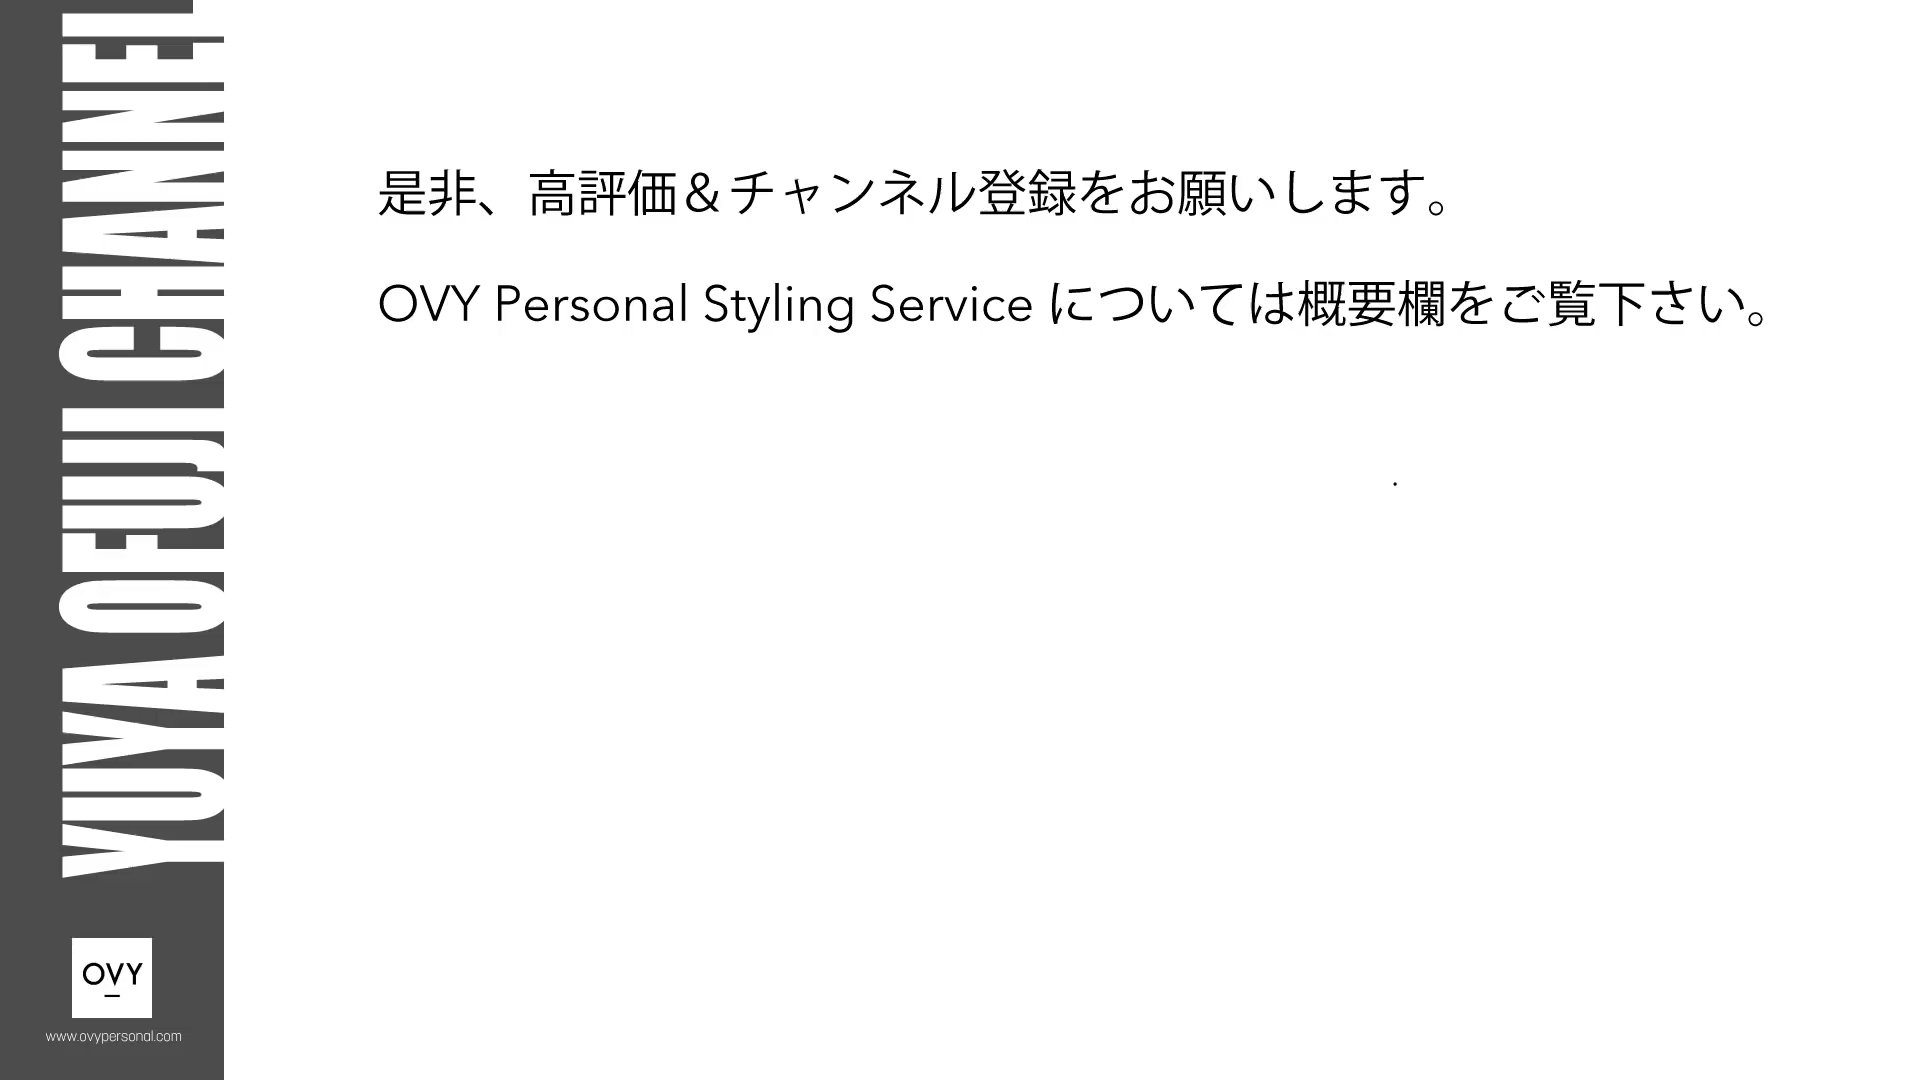 YUYA OFUJI CHANNEL
是非、高評価＆チャンネル登録をお願いします。
OVY Personal Styling Service については概要欄をご覧下さい。
OVY
www.ovypersonal.com